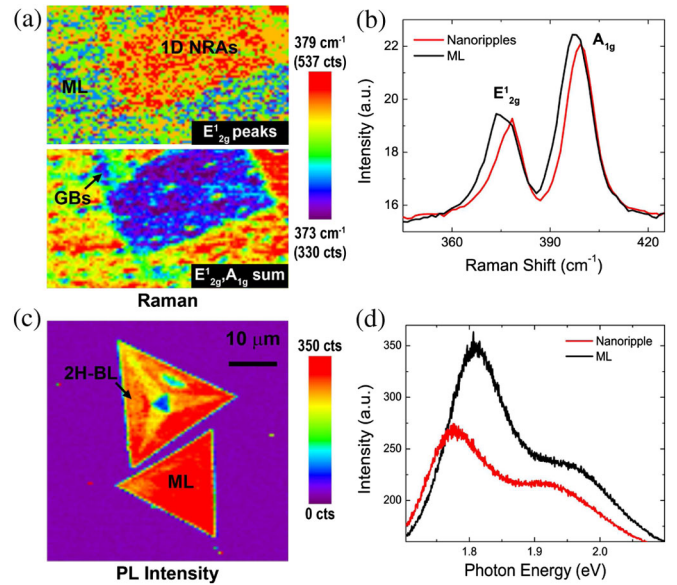 (a)
1D NRAs
ML
E¹₂g peaks
GBs
E¹₂g,A₁g sum
Raman
379 cm⁻¹
(537 cts)
373 cm⁻¹
(330 cts)
(b)
Nanoripples
ML
E¹₂g
A₁g
Intensity (a.u.)
22
20
18
16
360
390
420
Raman Shift (cm⁻¹)
(c)
10 μm
2H-BL
ML
PL Intensity
350 cts
0 cts
(d)
Nanoripple
ML
Intensity (a.u.)
350
300
250
210
1.8
1.9
2.0
Photon Energy (eV)